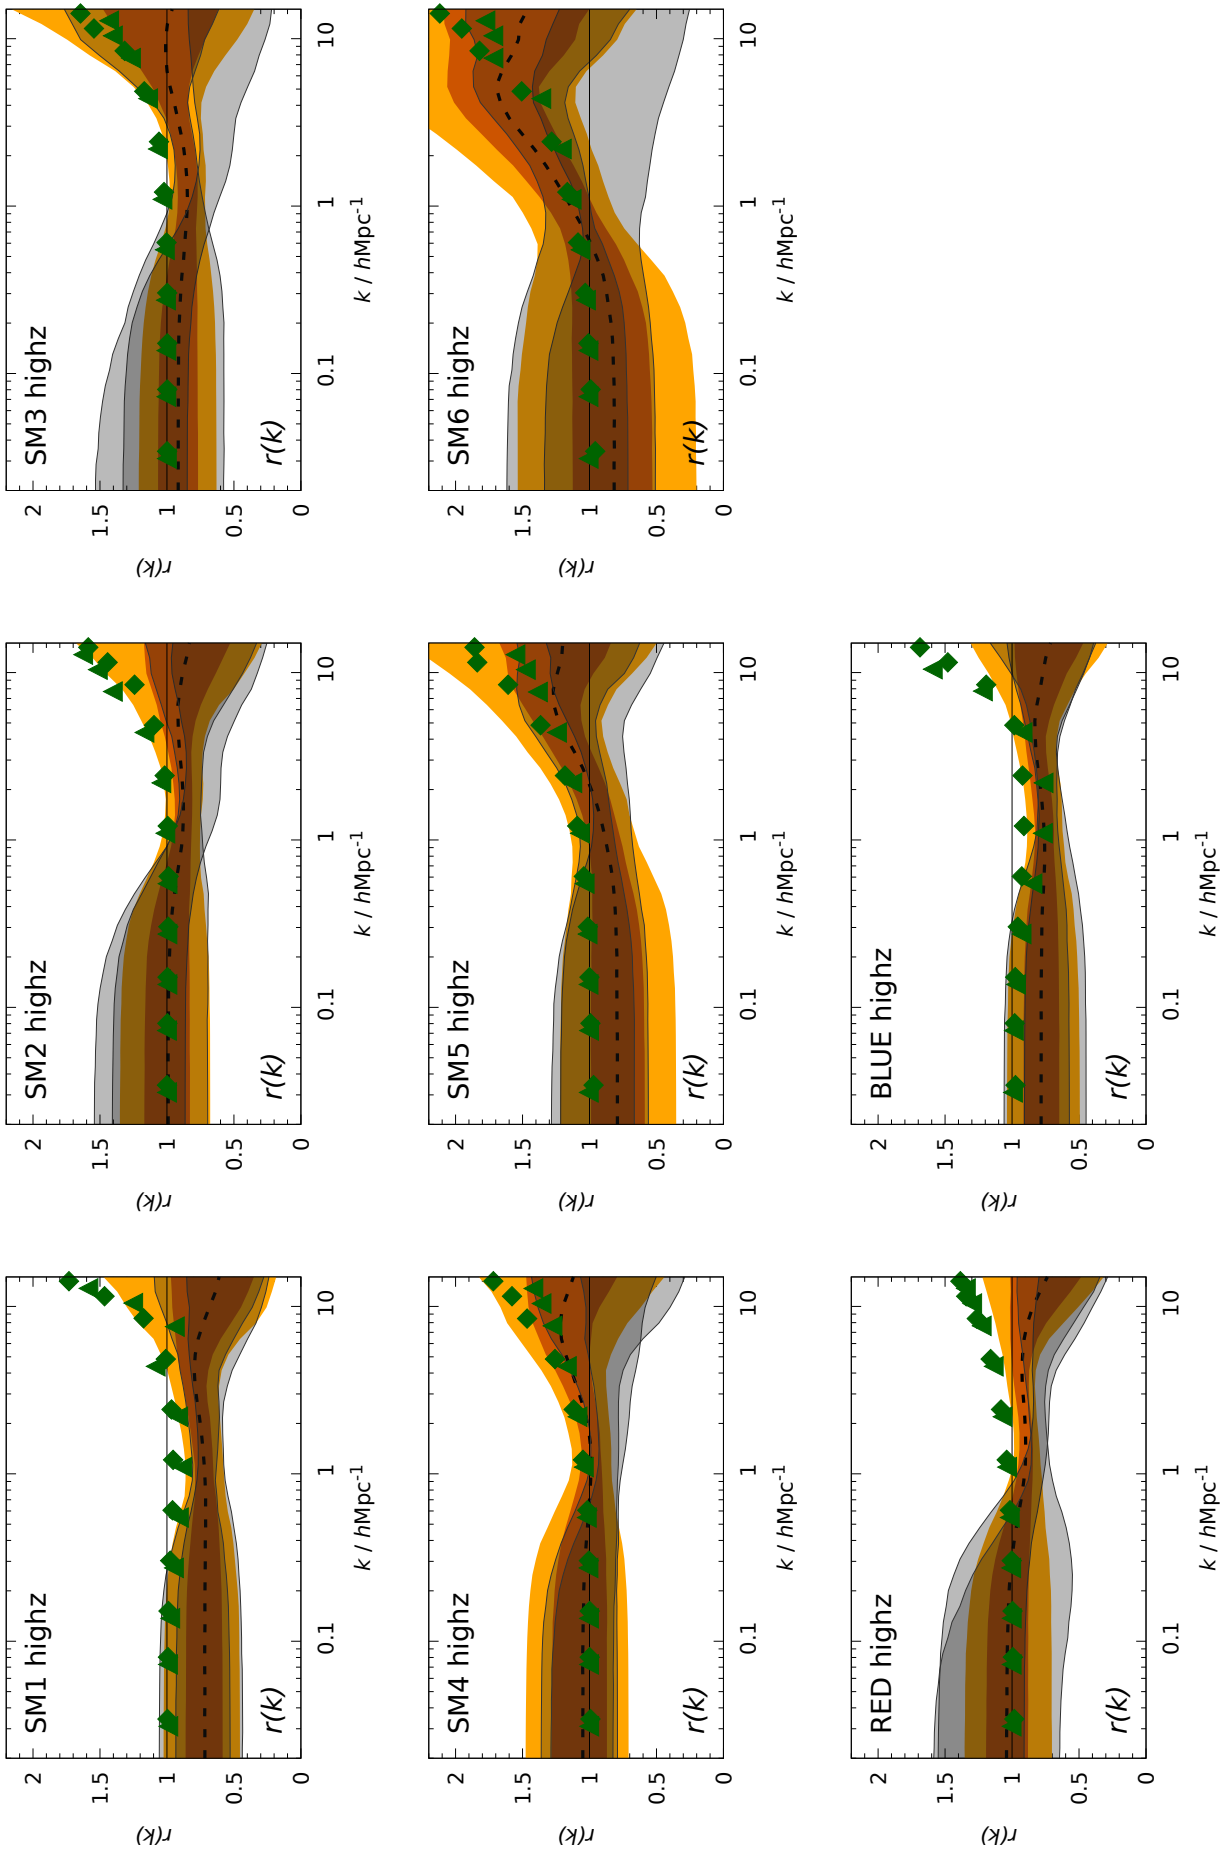 SM1 highz
r(k)
r(k)
2
1.5
1
0.5
0
0.1
1
10
k / hMpc-1
SM2 highz
r(k)
r(k)
2
1.5
1
0.5
0
0.1
1
10
k / hMpc-1
SM3 highz
r(k)
r(k)
2
1.5
1
0.5
0
0.1
1
10
k / hMpc-1
SM4 highz
r(k)
r(k)
2
1.5
1
0.5
0
0.1
1
10
k / hMpc-1
SM5 highz
r(k)
r(k)
2
1.5
1
0.5
0
0.1
1
10
k / hMpc-1
SM6 highz
r(k)
r(k)
2
1.5
1
0.5
0
0.1
1
10
k / hMpc-1
RED highz
r(k)
r(k)
2
1.5
1
0.5
0
0.1
1
10
k / hMpc-1
BLUE highz
r(k)
r(k)
2
1.5
1
0.5
0
0.1
1
10
k / hMpc-1